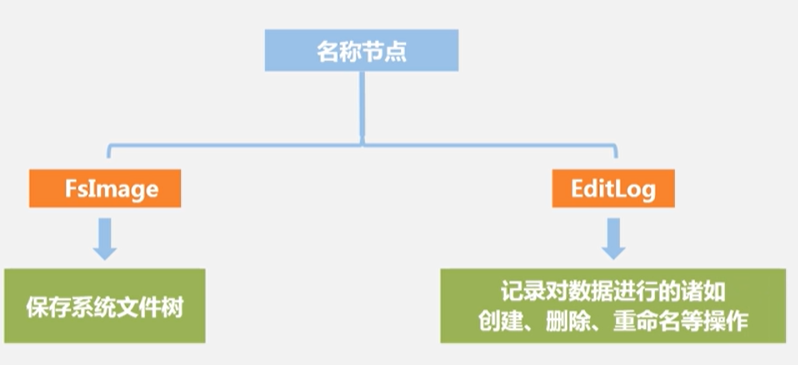 名称节点
FsImage
EditLog
保存系统文件树
记录对数据进行的诸如
创建、删除、重命名等操作